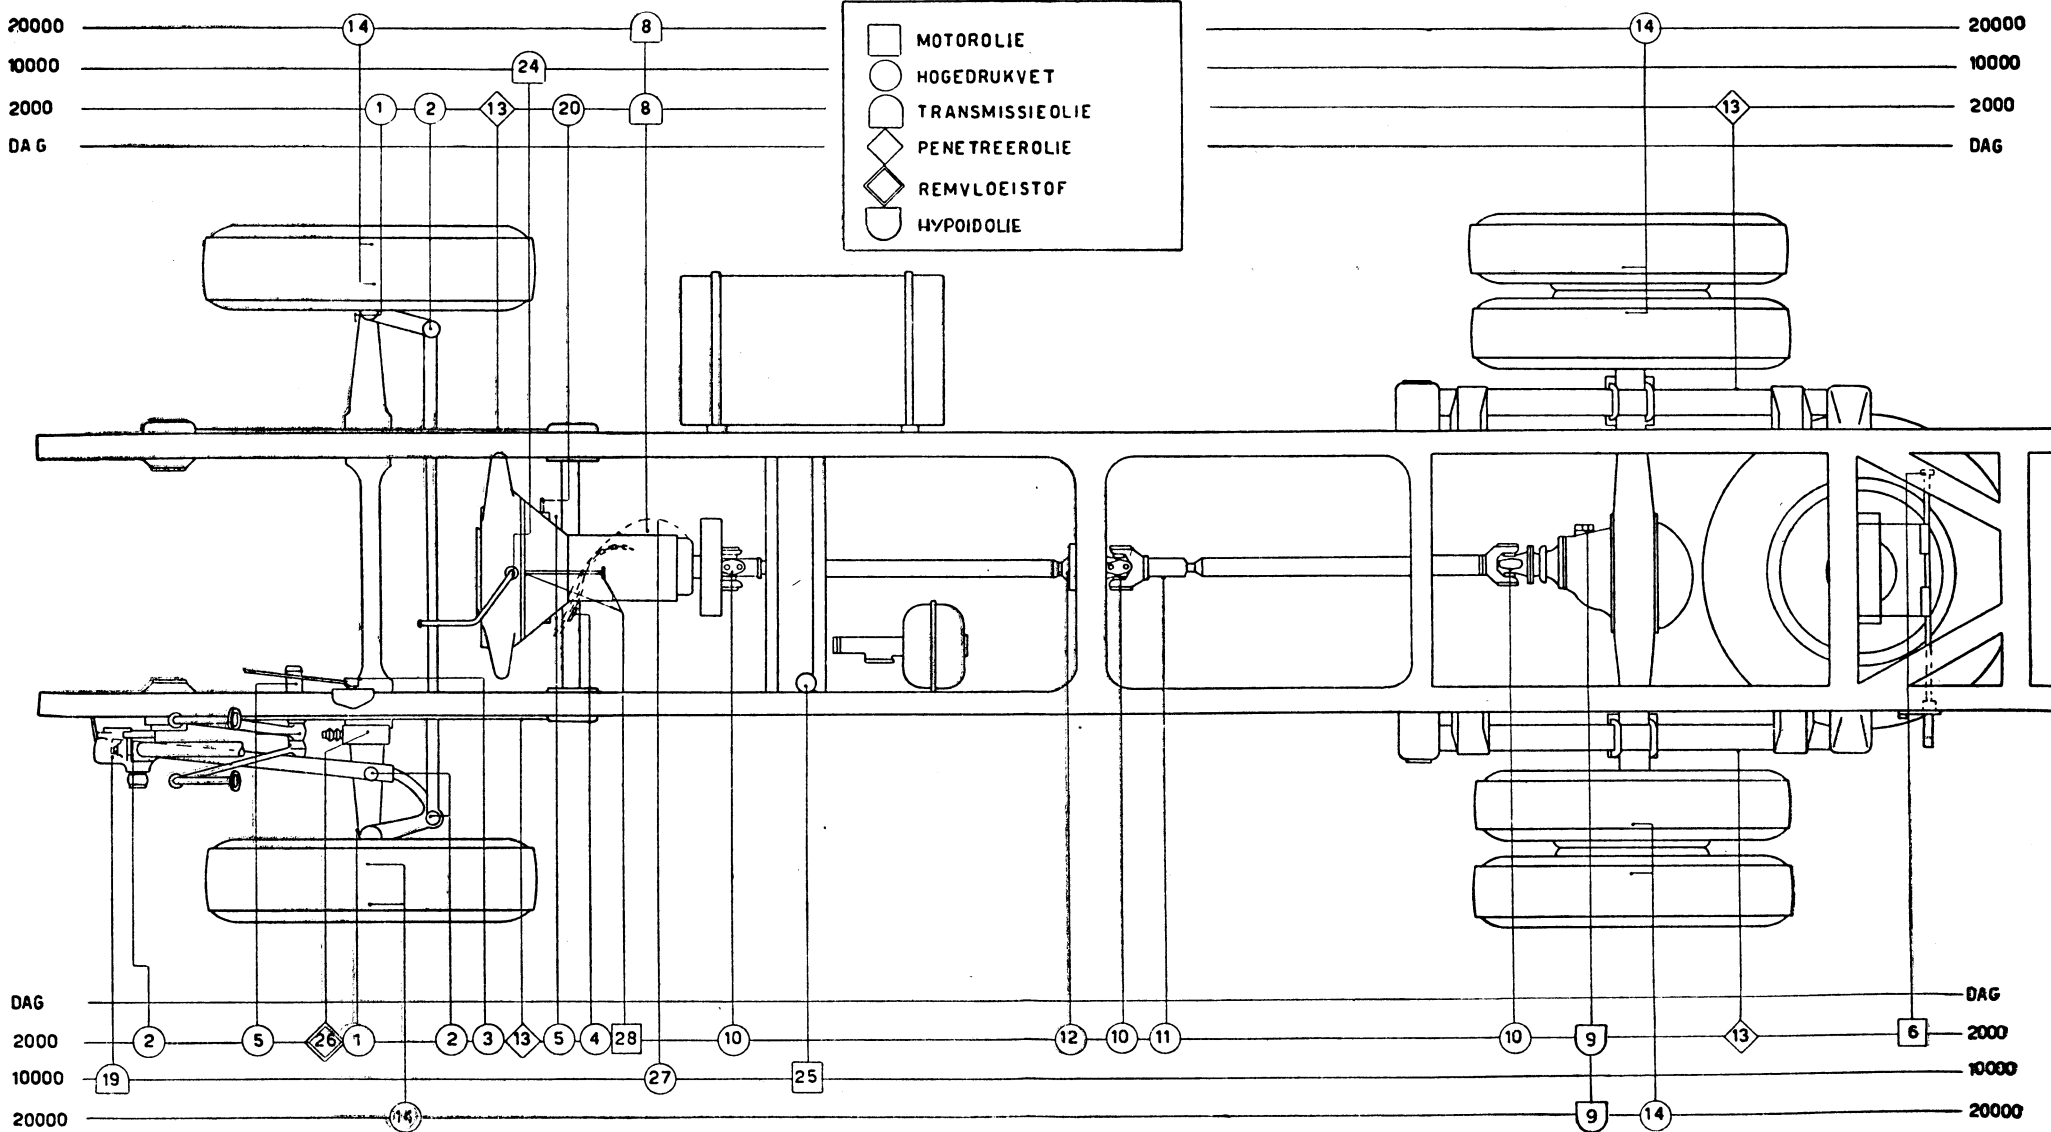 20000 14 8 14 20000
10000 24 10000
2000 1 2 13 20 8 13 2000
DAG DAG
MOTOROLIE
HOGEDRUKVET
TRANSMISSIEOLIE
PENETREEROLIE
REMVLOEISTOF
HYPOIDOLIE
DAG DAG
2000 2 5 26 1 2 3 13 5 4 28 10 12 10 11 10 9 13 6 2000
10000 19 27 25 10000
20000 14 9 14 20000